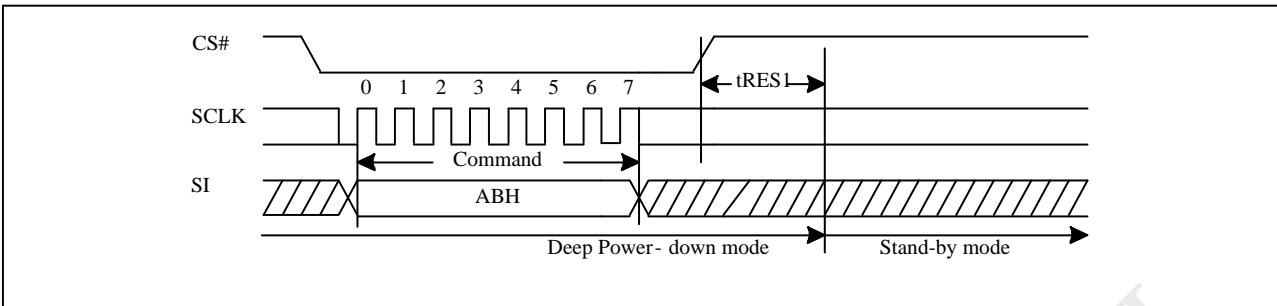 CS#
0 1 2 3 4 5 6 7
tRES1
SCLK
Command
SI
ABH
Deep Power- down mode
Stand-by mode